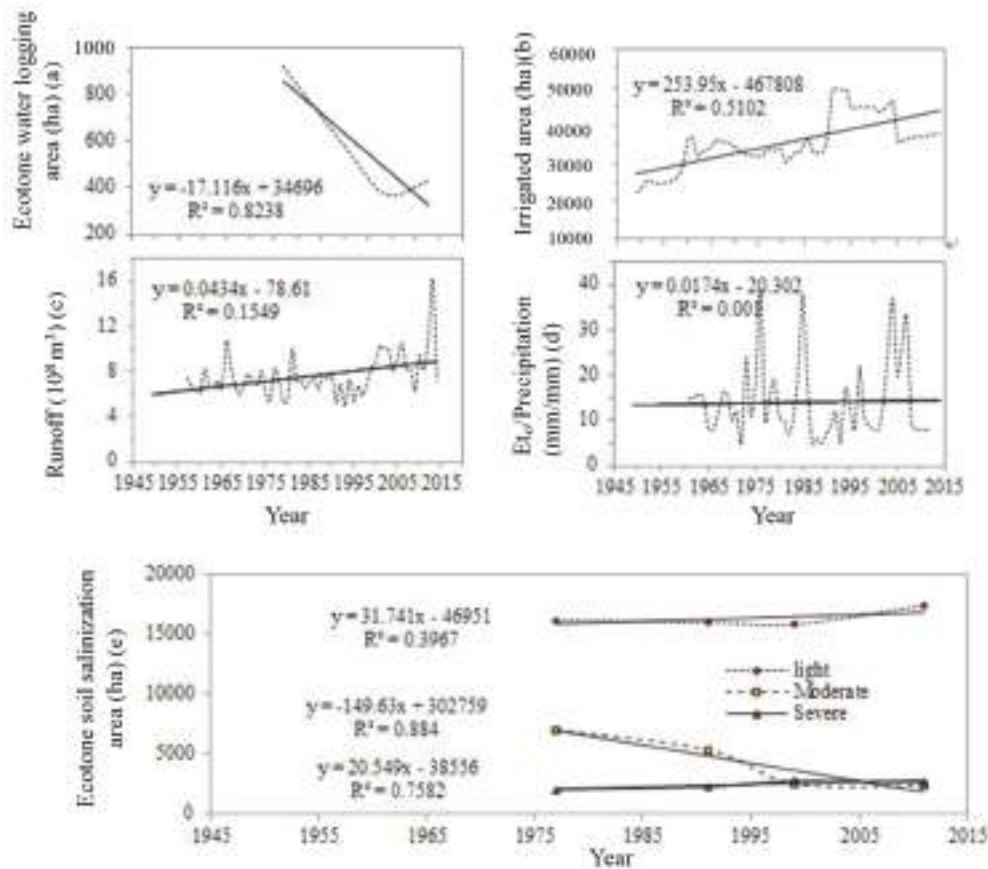 Ecotone water logging
area (ha) (a)
1000
800
600
400
200
y = -17.116x + 34696
R² = 0.8238
Irrigated area (ha)(b)
60000
50000
40000
30000
20000
10000
y = 253.95x - 467808
R² = 0.5102
Runoff (10⁸ m³) (c)
16
12
8
4
0
y = 0.0434x - 78.61
R² = 0.1549
1945 1955 1965 1975 1985 1995 2005 2015
Year
Et₀/Precipitation
(mm/mm) (d)
40
30
20
10
0
y = 0.0174x - 20.302
R² = 0.001
1945 1955 1965 1975 1985 1995 2005 2015
Year
Ecotone soil salinization
area (ha) (e)
20000
15000
10000
5000
0
y = 31.741x - 46951
R² = 0.3967
y = -149.63x + 302759
R² = 0.884
y = 20.549x - 38556
R² = 0.7582
light
Moderate
Severe
1945 1955 1965 1975 1985 1995 2005 2015
Year